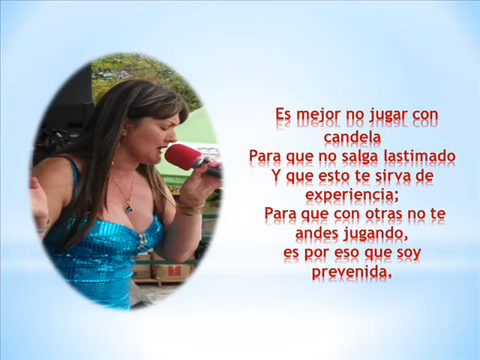 Es mejor no jugar con
candela
Para que no salga lastimado
Y que esto te sirva de
experiencia;
Para que con otras no te
andes jugando,
es por eso que soy
prevenida.